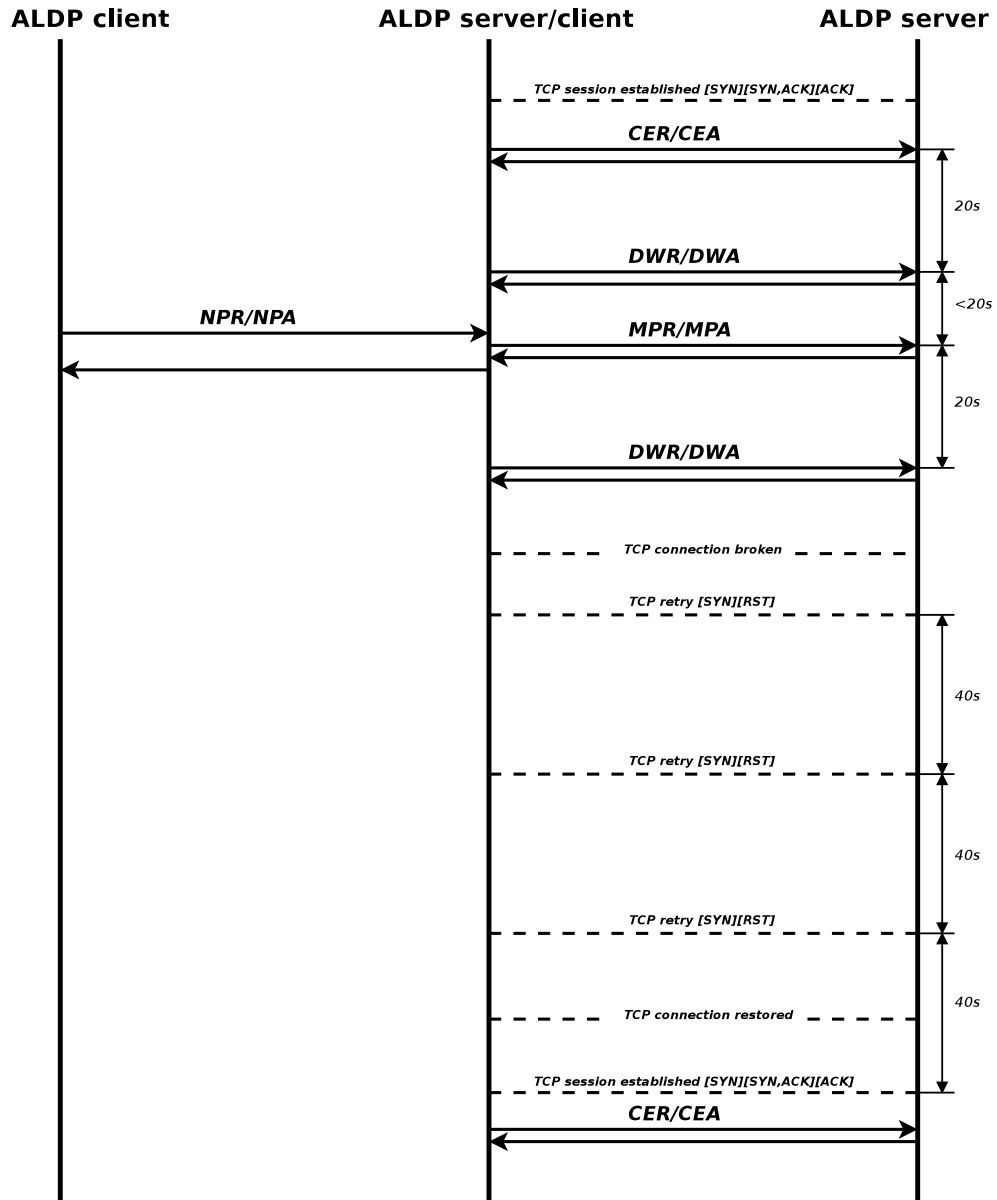 ALDP client
ALDP server/client
ALDP server
TCP session established [SYN][SYN,ACK][ACK]
CER/CEA
20s
DWR/DWA
<20s
NPR/NPA
MPR/MPA
20s
DWR/DWA
TCP connection broken
TCP retry [SYN][RST]
40s
TCP retry [SYN][RST]
40s
TCP retry [SYN][RST]
40s
TCP connection restored
TCP session established [SYN][SYN,ACK][ACK]
CER/CEA